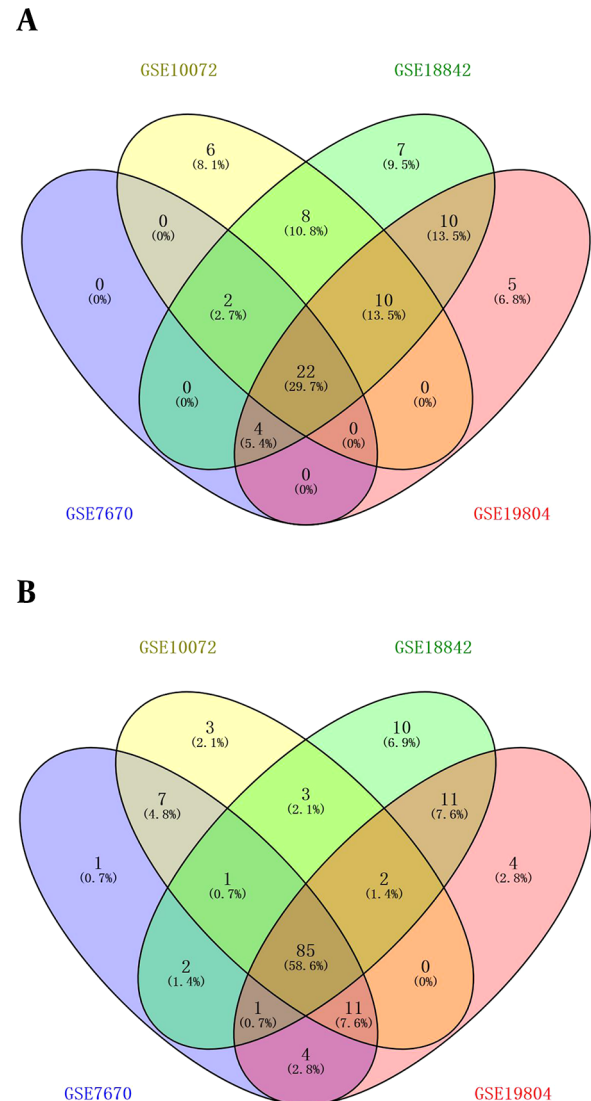 A
GSE10072 GSE18842
6 7
(8.1%) (9.5%)
0 8 10
(0%) (10.8%) (13.5%)
0 5
(0%) (6.8%)
2 10
(2.7%) (13.5%)
22
(29.7%)
0 0
(0%) (0%)
4 0
(5.4%) (0%)
0
(0%)
GSE7670 GSE19804
B
GSE10072 GSE18842
3 10
(2.1%) (6.9%)
7 3 11
(4.8%) (2.1%) (7.6%)
1 4
(0.7%) (2.8%)
1 2
(0.7%) (1.4%)
85
(58.6%)
2 0
(1.4%) (0%)
1 11
(0.7%) (7.6%)
4
(2.8%)
GSE7670 GSE19804